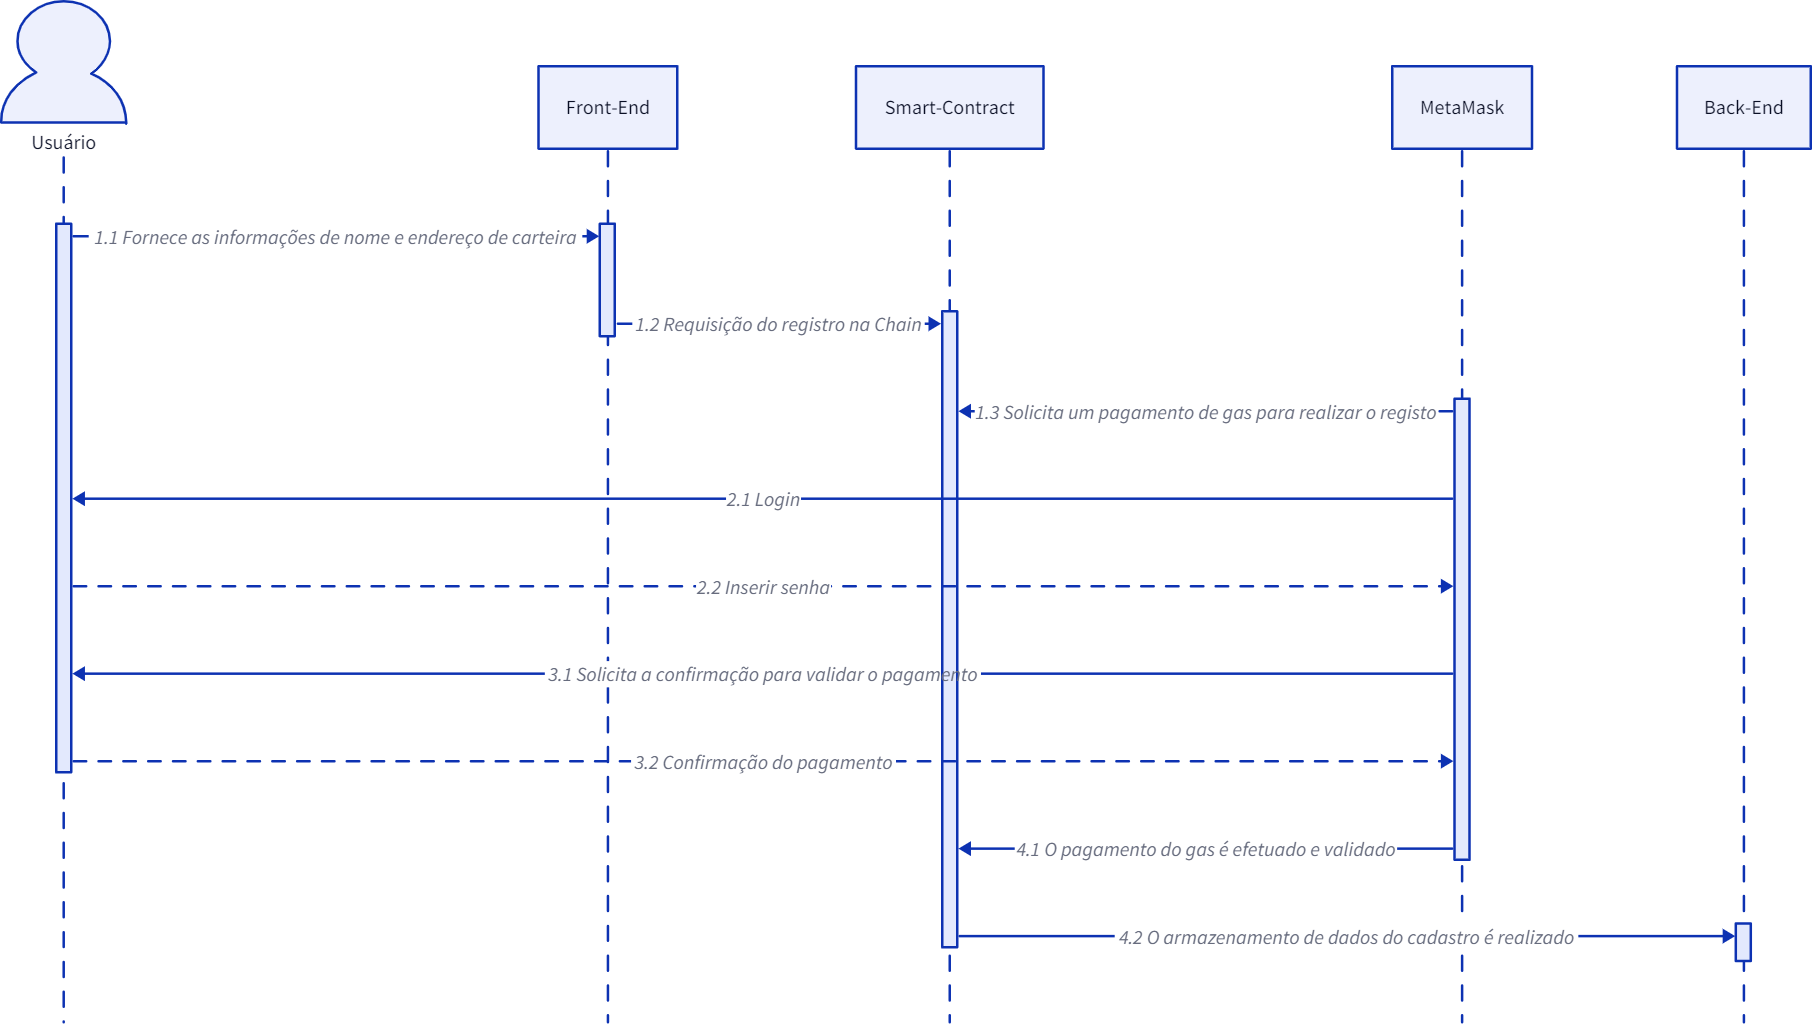 Usuário
Front-End
Smart-Contract
MetaMask
Back-End
1.1 Fornece as informações de nome e endereço de carteira
1.2 Requisição do registro na Chain
1.3 Solicita um pagamento de gas para realizar o registo
2.1 Login
2.2 Inserir senha
3.1 Solicita a confirmação para validar o pagamento
3.2 Confirmação do pagamento
4.1 O pagamento do gas é efetuado e validado
4.2 O armazenamento de dados do cadastro é realizado